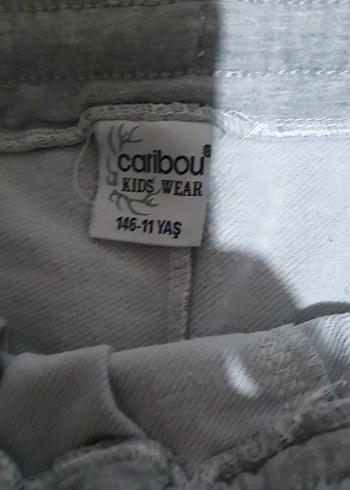 caribou®
KIDS' WEAR
146-11 YAŞ